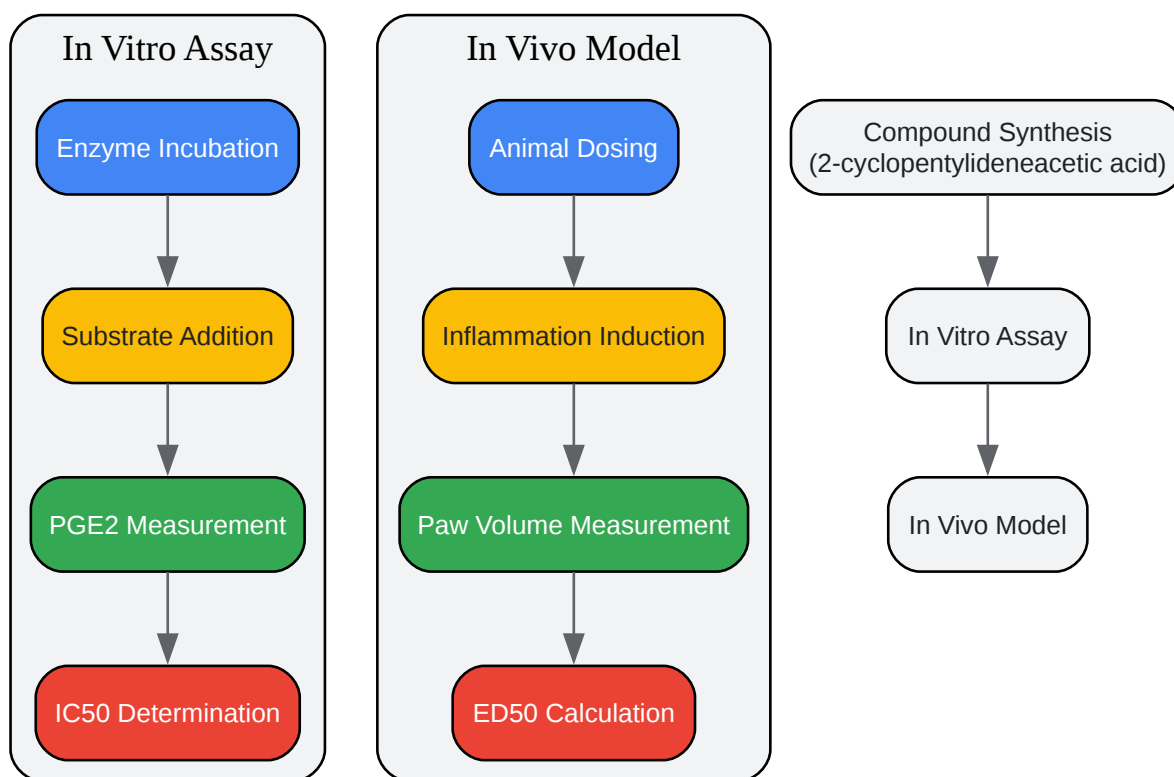 In Vitro Assay
Enzyme Incubation
Substrate Addition
PGE2 Measurement
IC50 Determination
In Vivo Model
Animal Dosing
Inflammation Induction
Paw Volume Measurement
ED50 Calculation
Compound Synthesis
(2-cyclopentylideneacetic acid)
In Vitro Assay
In Vivo Model